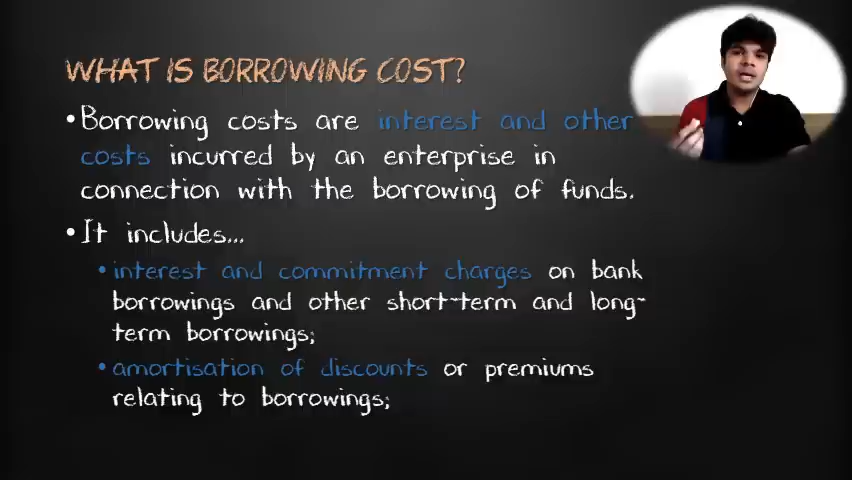 WHAT IS BORROWING COST?
•Borrowing costs are interest and other
costs incurred by an enterprise in
connection with the borrowing of funds.
•It includes...
•interest and commitment charges on bank
borrowings and other short-term and long-
term borrowings;
•amortisation of discounts or premiums
relating to borrowings;